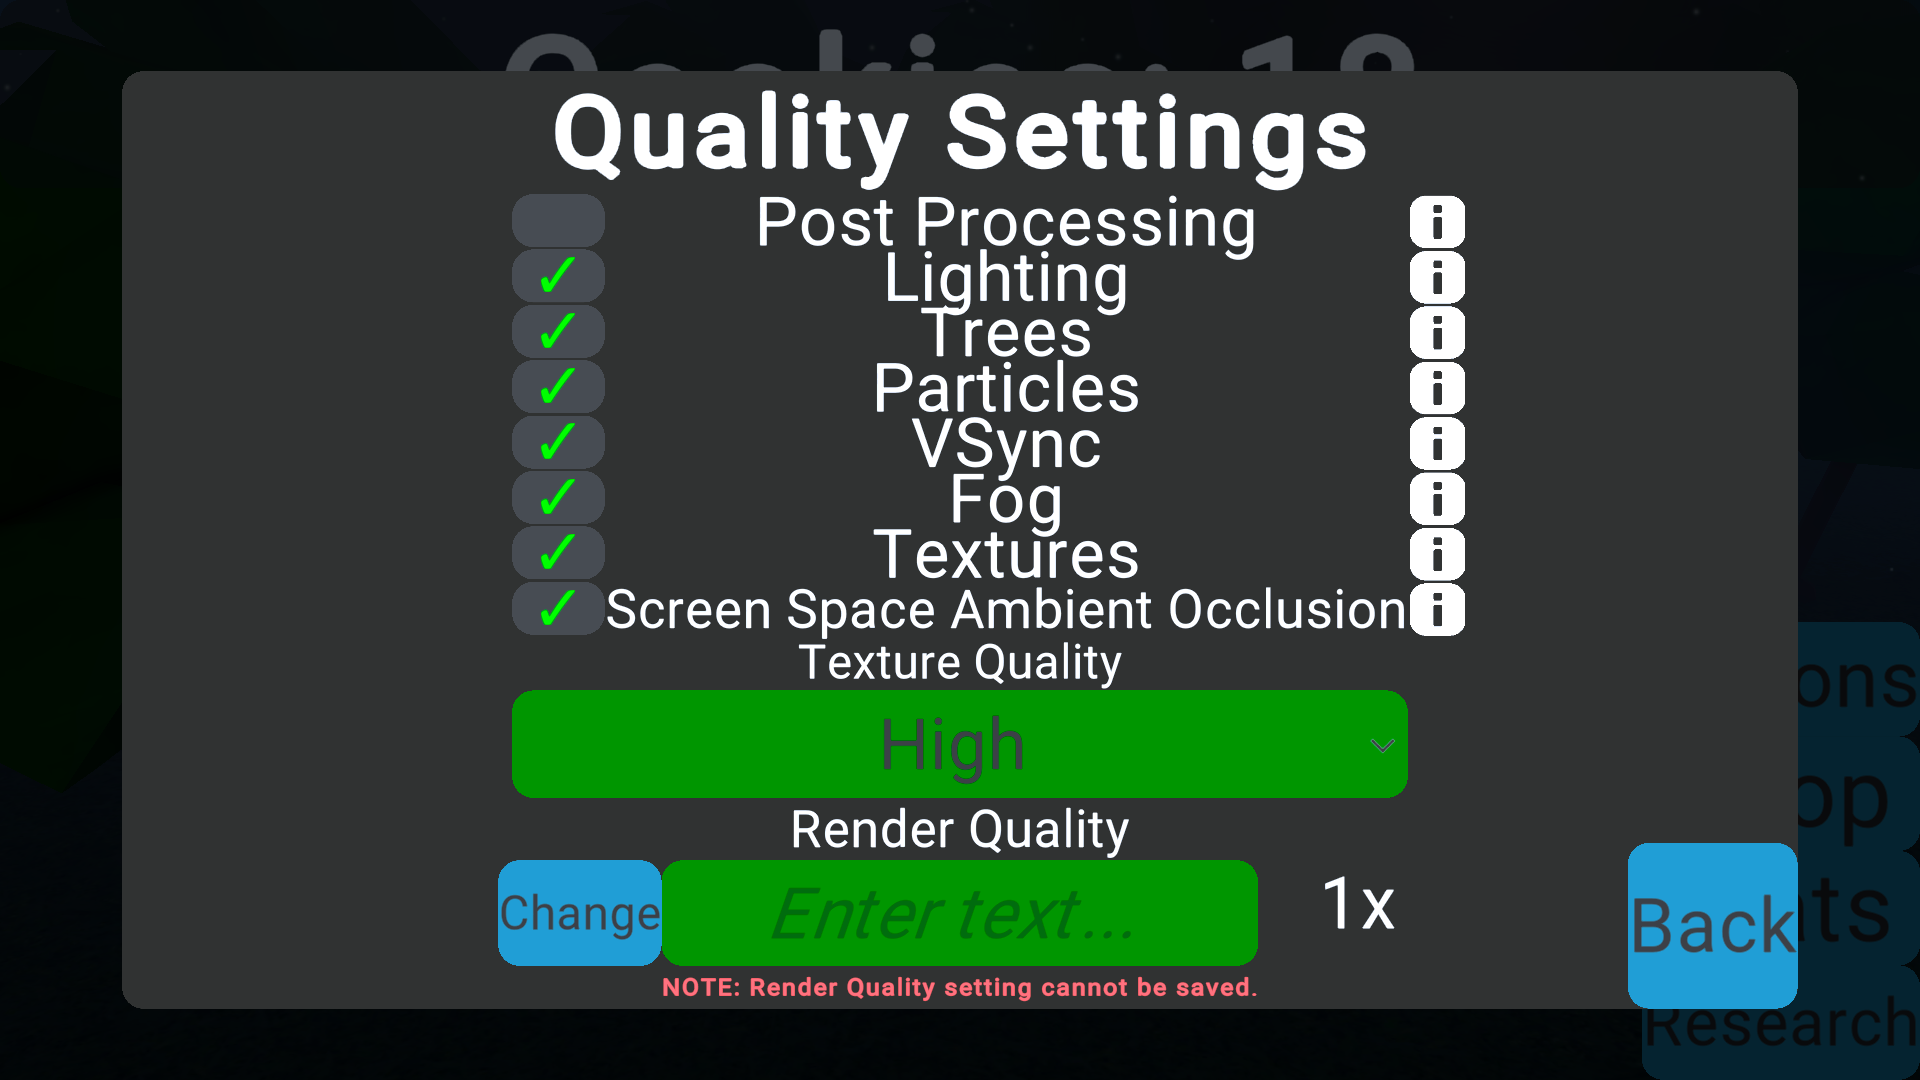 Quality Settings
Post Processing i
✓ Lighting i
✓ Trees i
✓ Particles i
✓ VSync i
✓ Fog i
✓ Textures i
✓ Screen Space Ambient Occlusion i
Texture Quality
High
ons
op
Render Quality
Change Enter text... 1x
ts
Back
NOTE: Render Quality setting cannot be saved.
Research